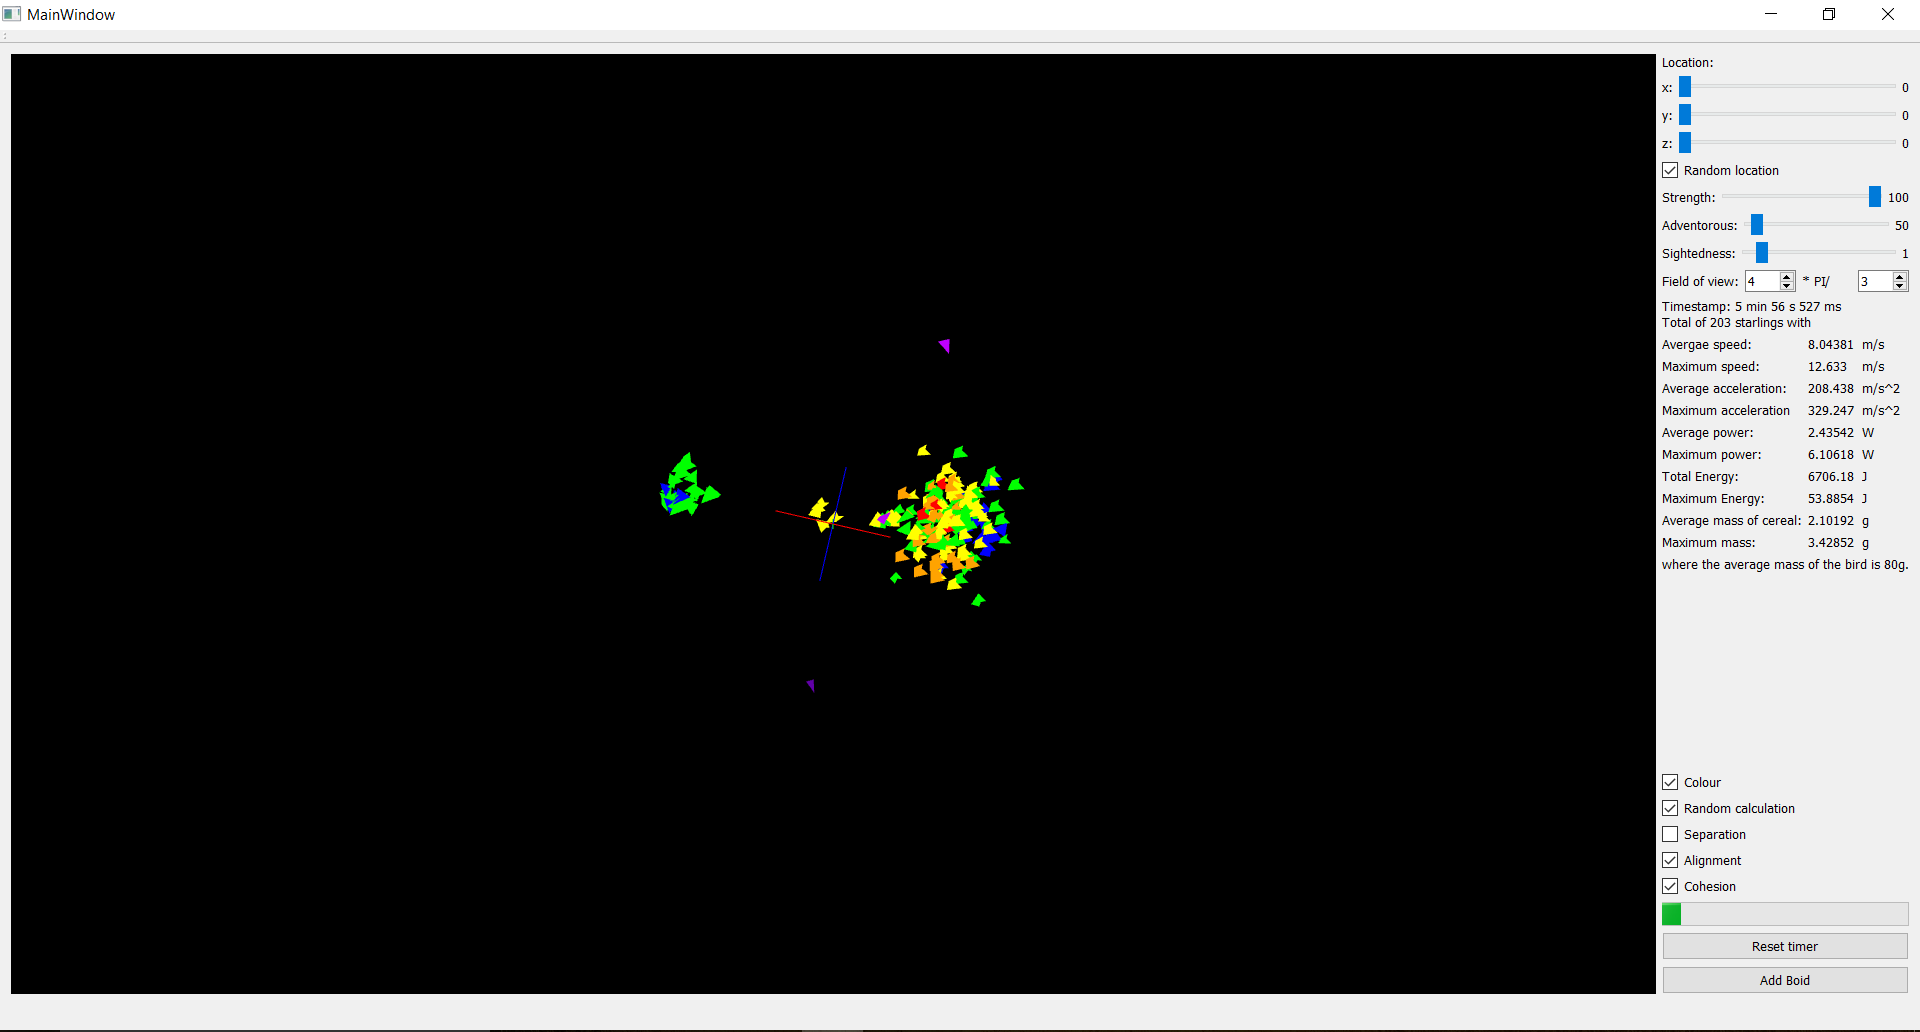 MainWindow
Location:
x: 0
y: 0
z: 0
Random location
Strength: 100
Adventorous: 50
Sightedness: 1
Field of view: 4 * PI/ 3
Timestamp: 5 min 56 s 527 ms
Total of 203 starlings with
Avergae speed: 8.04381 m/s
Maximum speed: 12.633 m/s
Average acceleration: 208.438 m/s^2
Maximum acceleration 329.247 m/s^2
Average power: 2.43542 W
Maximum power: 6.10618 W
Total Energy: 6706.18 J
Maximum Energy: 53.8854 J
Average mass of cereal: 2.10192 g
Maximum mass: 3.42852 g
where the average mass of the bird is 80g.
Colour
Random calculation
Separation
Alignment
Cohesion
Reset timer
Add Boid